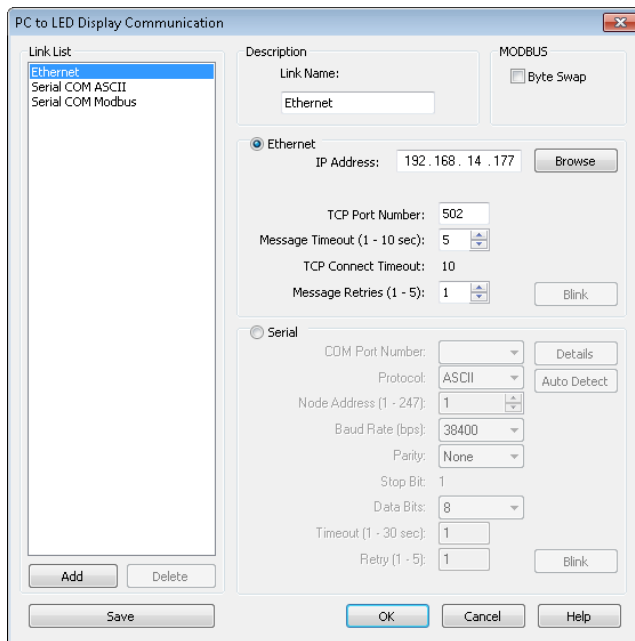 PC to LED Display Communication
Link List
Ethernet
Serial COM ASCII
Serial COM Modbus
Add
Delete
Save
Description
Link Name:
Ethernet
MODBUS
Byte Swap
Ethernet
IP Address: 192.168. 14 .177 Browse
TCP Port Number: 502
Message Timeout (1 - 10 sec): 5
TCP Connect Timeout: 10
Message Retries (1 - 5): 1 Blink
Serial
COM Port Number: Details
Protocol: ASCII Auto Detect
Node Address (1 - 247): 1
Baud Rate (bps): 38400
Parity: None
Stop Bit: 1
Data Bits: 8
Timeout (1 - 30 sec): 1
Retry (1 - 5): 1 Blink
OK Cancel Help